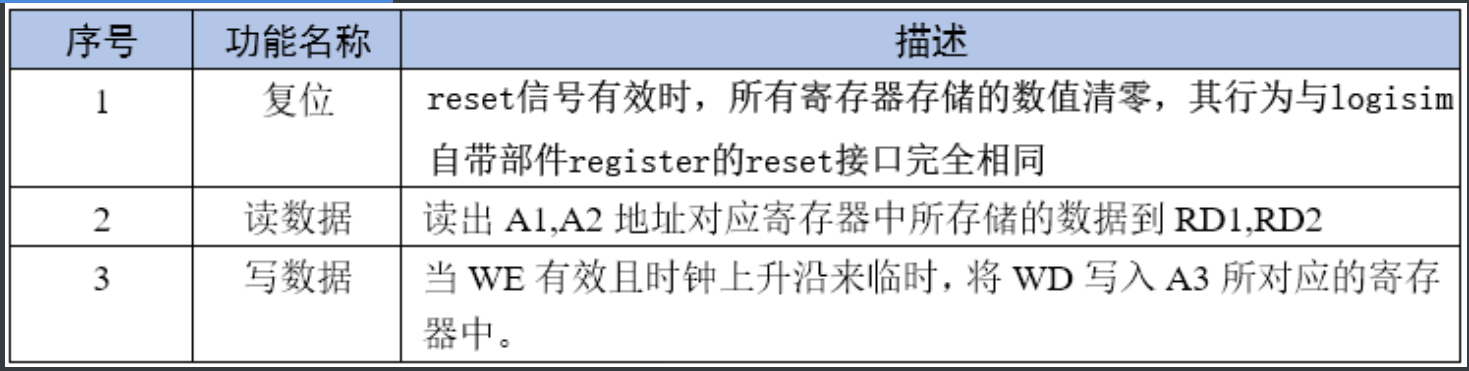 序号 功能名称 描述
1 复位 reset信号有效时，所有寄存器存储的数值清零，其行为与logisim
自带部件register的reset接口完全相同
2 读数据 读出 A1,A2 地址对应寄存器中所存储的数据到 RD1,RD2
3 写数据 当 WE 有效且时钟上升沿来临时，将 WD 写入 A3 所对应的寄存
器中。